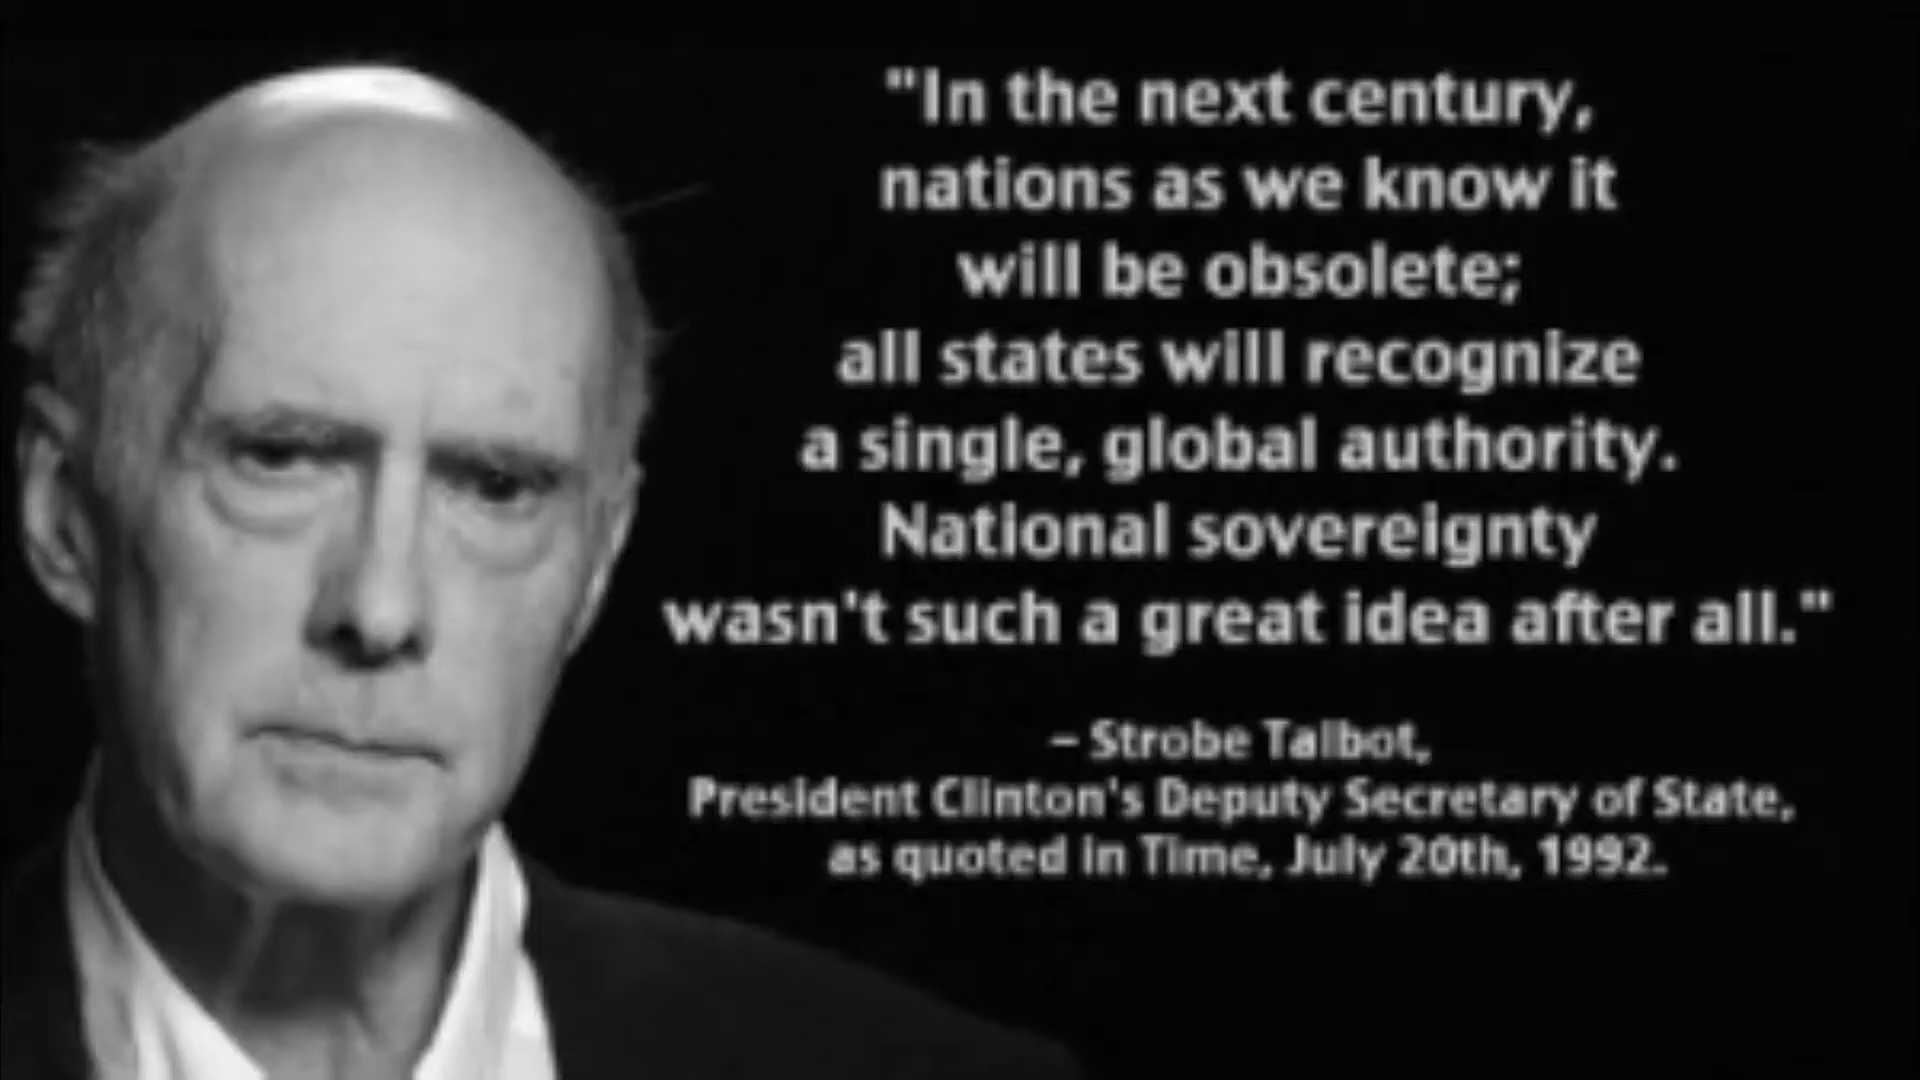 "In the next century,
nations as we know it
will be obsolete;
all states will recognize
a single, global authority.
National sovereignty
wasn't such a great idea after all."
– Strobe Talbot,
President Clinton's Deputy Secretary of State,
as quoted in Time, July 20th, 1992.